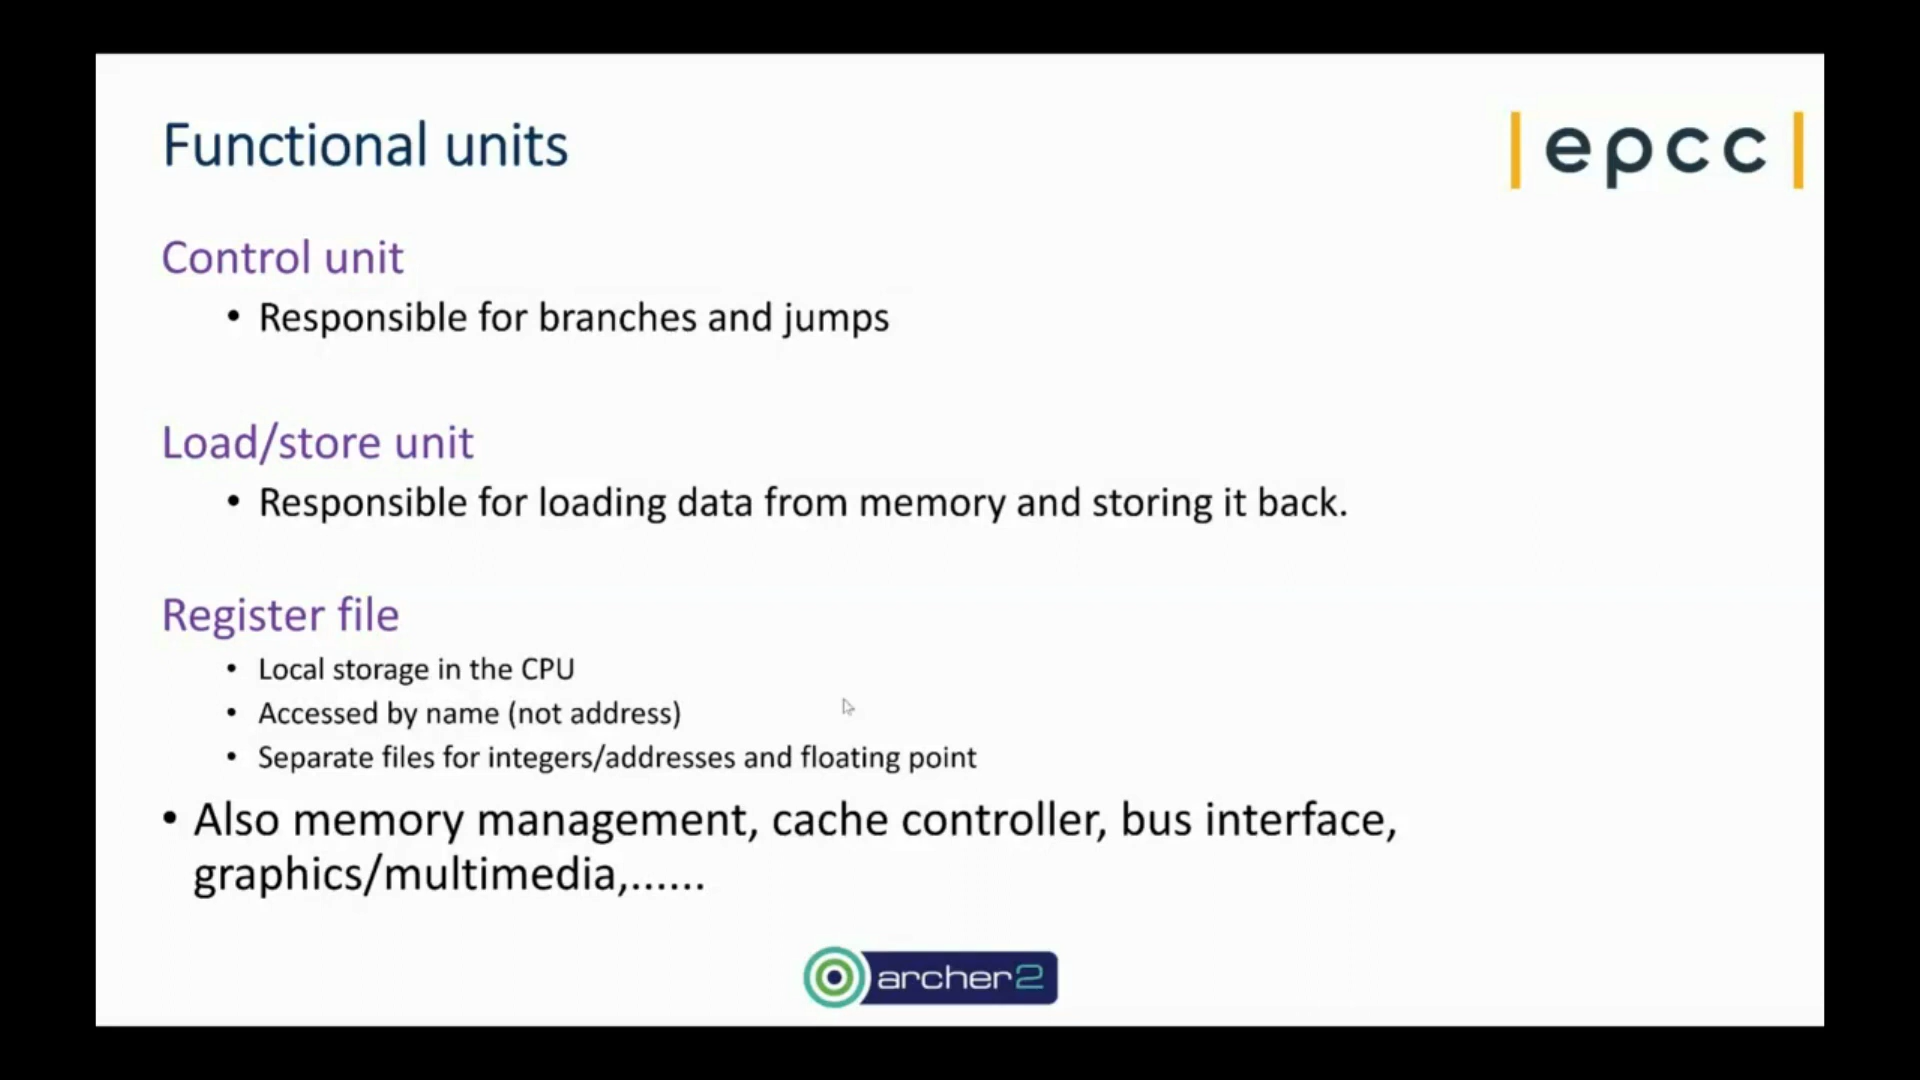 Functional units
|epcc|
Control unit
• Responsible for branches and jumps
Load/store unit
• Responsible for loading data from memory and storing it back.
Register file
• Local storage in the CPU
• Accessed by name (not address)
• Separate files for integers/addresses and floating point
• Also memory management, cache controller, bus interface,
graphics/multimedia,......
archer2